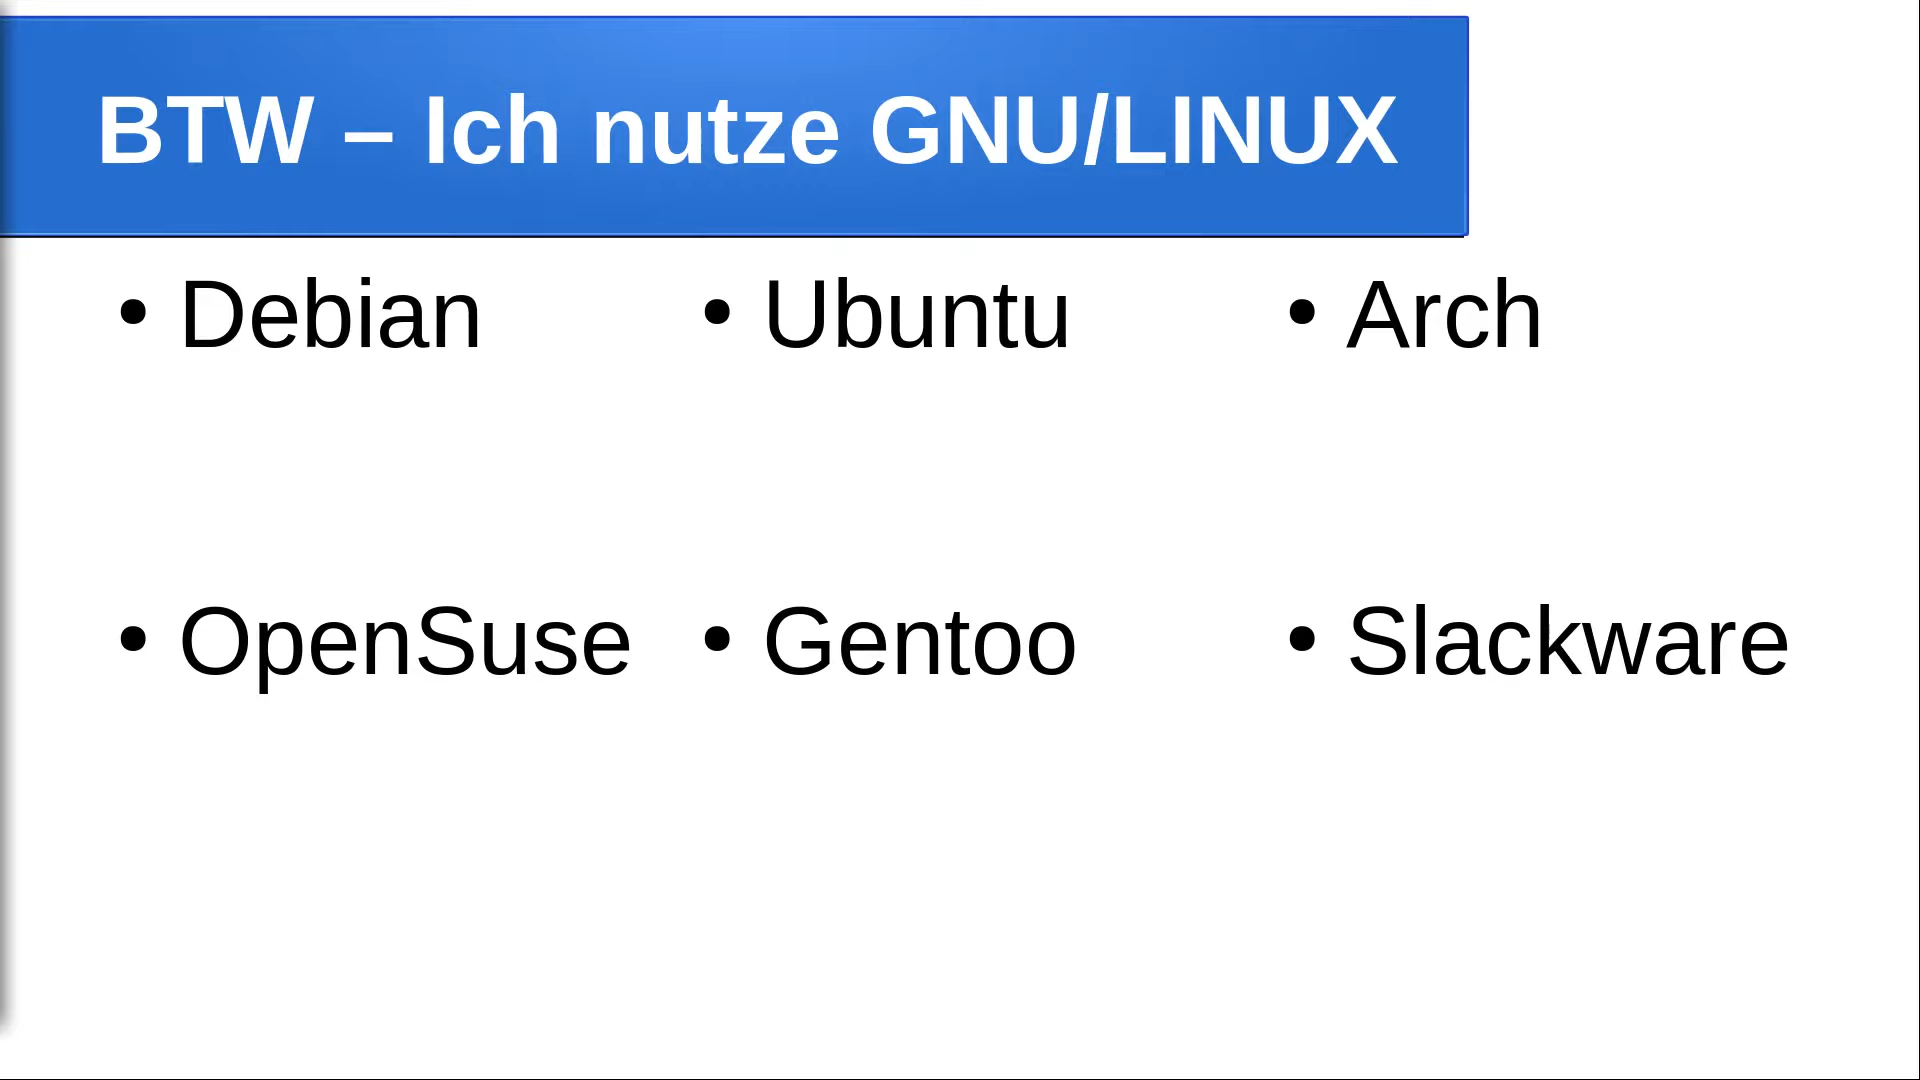 BTW – Ich nutze GNU/LINUX
• Debian
• Ubuntu
• Arch
• OpenSuse
• Gentoo
• Slackware